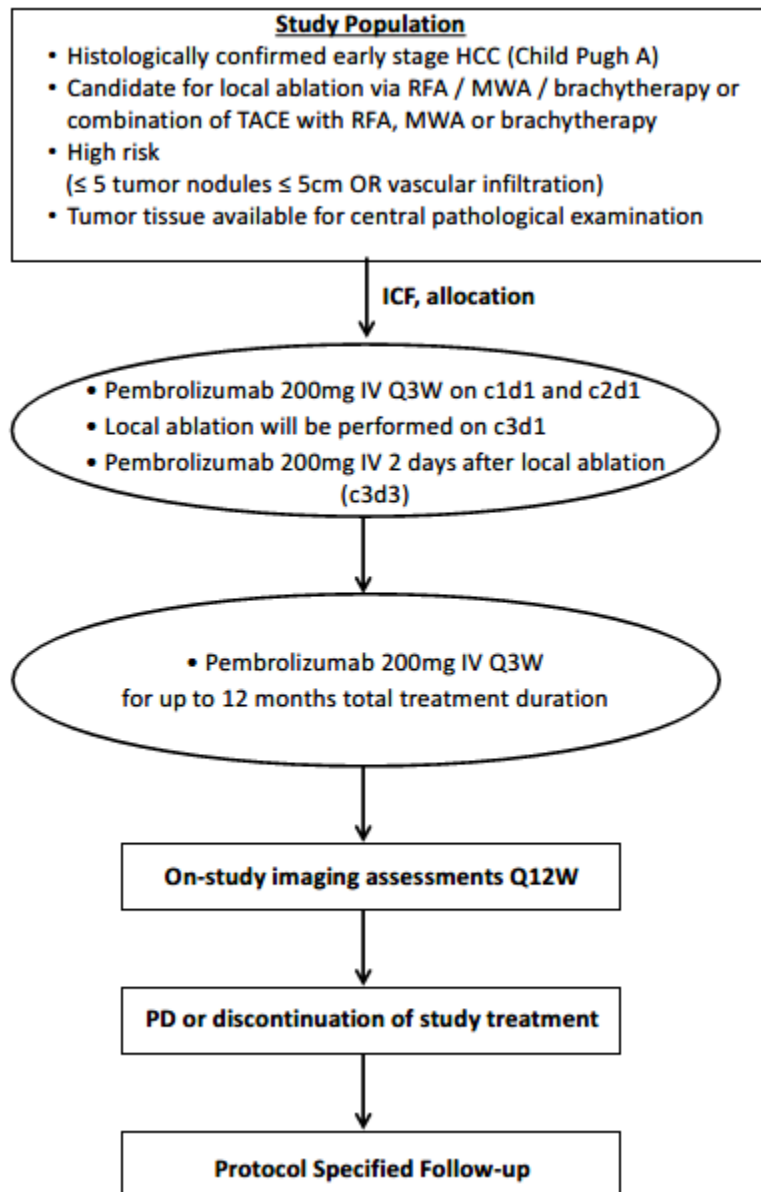 Study Population
• Histologically confirmed early stage HCC (Child Pugh A)
• Candidate for local ablation via RFA / MWA / brachytherapy or
combination of TACE with RFA, MWA or brachytherapy
• High risk
(≤ 5 tumor nodules ≤ 5cm OR vascular infiltration)
• Tumor tissue available for central pathological examination
ICF, allocation
• Pembrolizumab 200mg IV Q3W on c1d1 and c2d1
• Local ablation will be performed on c3d1
• Pembrolizumab 200mg IV 2 days after local ablation
(c3d3)
• Pembrolizumab 200mg IV Q3W
for up to 12 months total treatment duration
On-study imaging assessments Q12W
PD or discontinuation of study treatment
Protocol Specified Follow-up